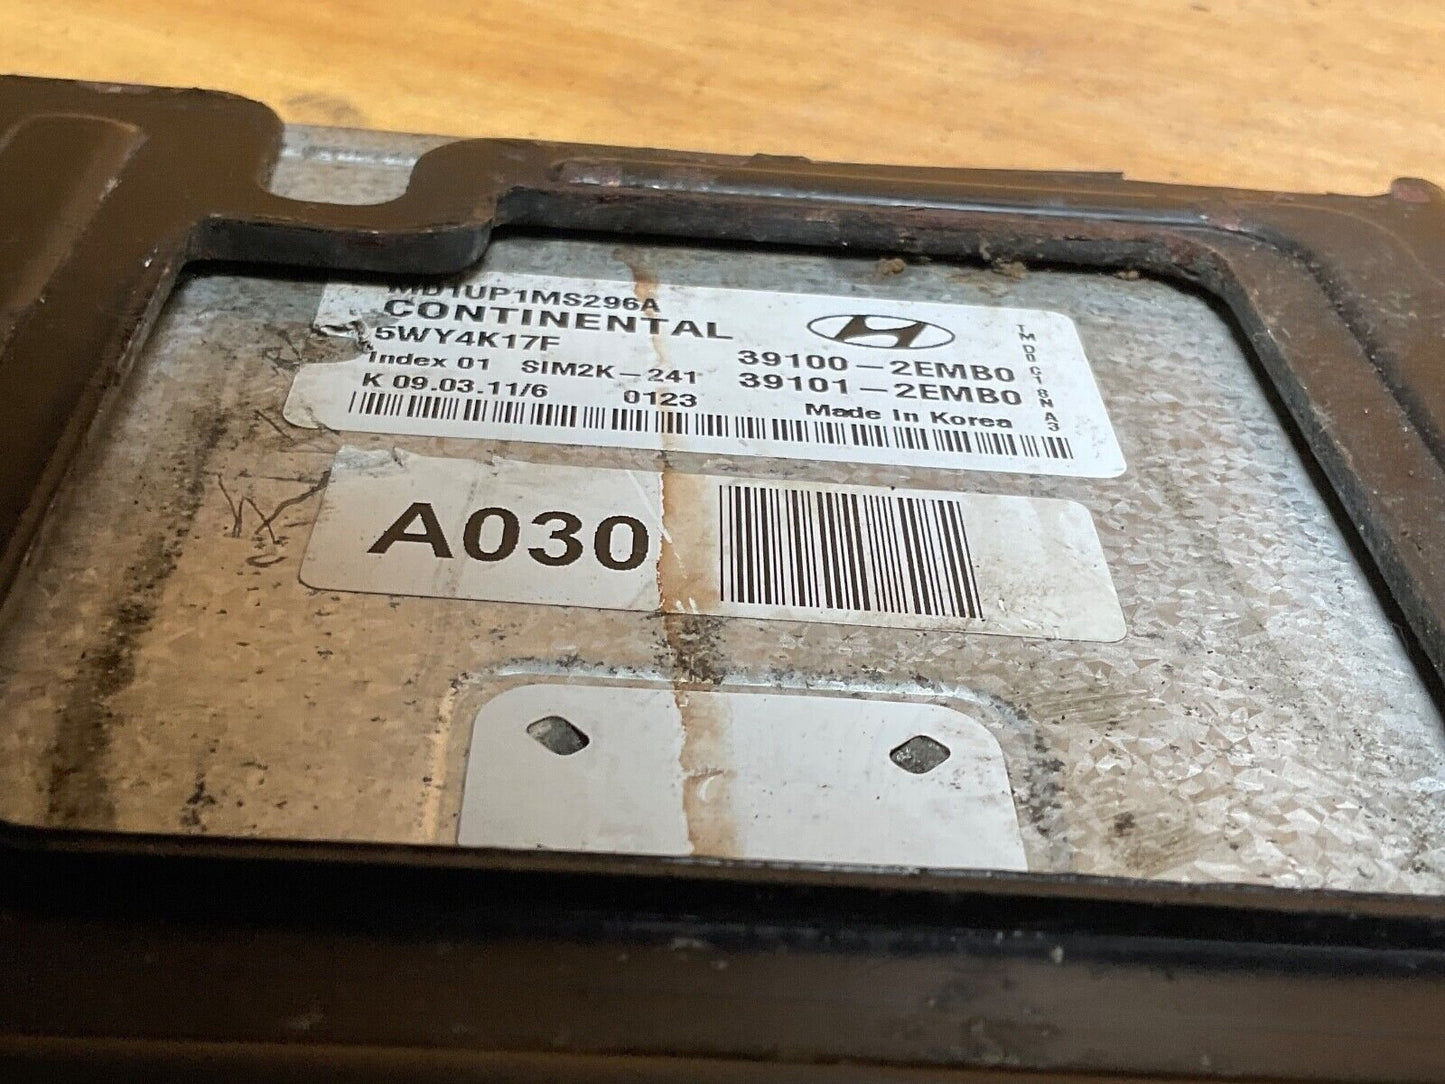 MD1UP1MS296A
CONTINENTAL
5WY4K17F
Index 01 SIM2K-241
K 09.03.11/6 0123
39100-2EMB0
39101-2EMB0
Made In Korea
A030